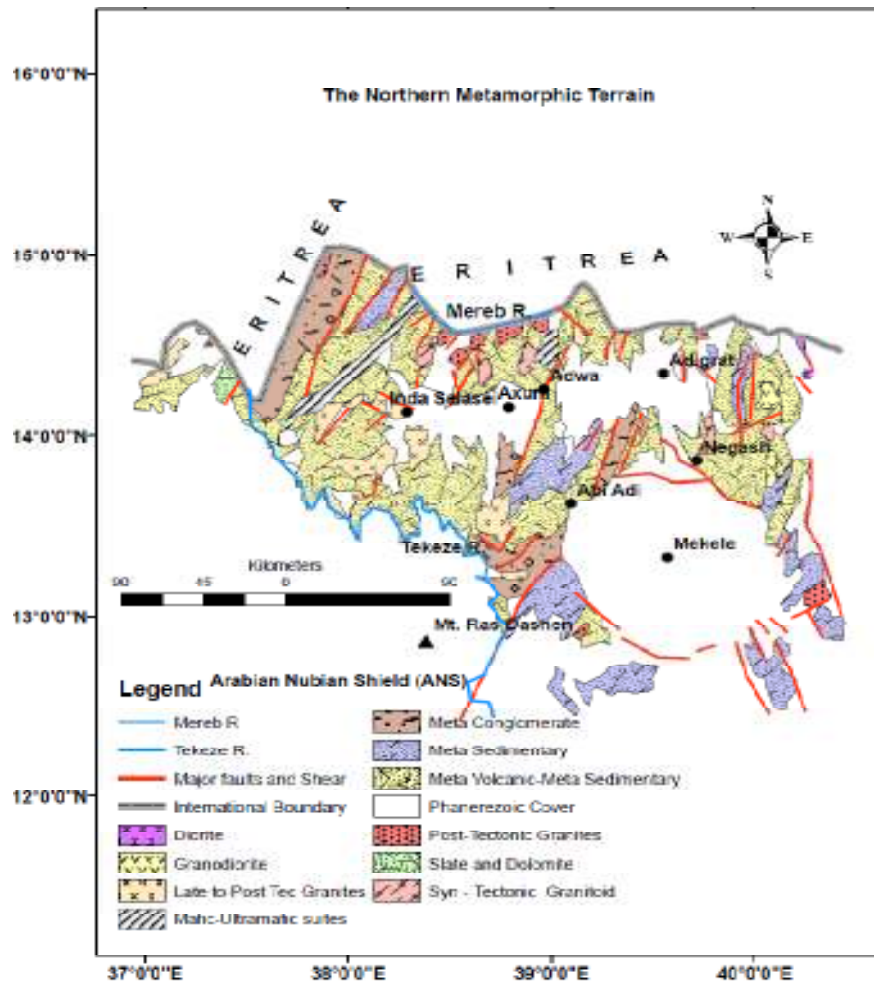 16°0'0"N
The Northern Metamorphic Terrain
N
W E
S
15°0'0"N
ERITREA
ERITREA
Mereb R.
Adigrat
Adwa
Inda Selase
Axum
14°0'0"N
Negash
Abi Adi
Tekeze R.
Mekele
Kilometers
90 45 0 90
13°0'0"N
Mt. Ras Dashen
Legend
Arabian Nubian Shield (ANS)
Mereb R
Meta Conglomerate
Tekeze R.
Meta Sedimentary
Major faults and Shear
Meta Volcanic-Meta Sedimentary
12°0'0"N
International Boundary
Phanerezoic Cover
Diorite
Post-Tectonic Granites
Granodiorite
Slate and Dolomite
Late to Post Tec Granites
Syn - Tectonic Granitoid
Mafic-Ultramafic suites
37°0'0"E 38°0'0"E 39°0'0"E 40°0'0"E